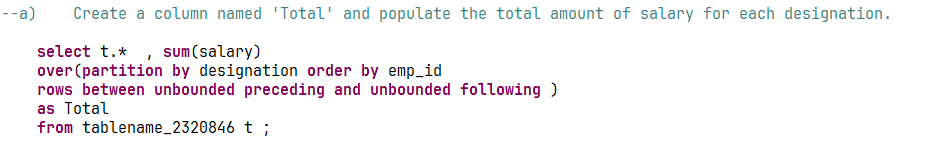 --a)    Create a column named 'Total' and populate the total amount of salary for each designation.
select t.*  , sum(salary)
over(partition by designation order by emp_id
rows between unbounded preceding and unbounded following )
as Total
from tablename_2320846 t ;